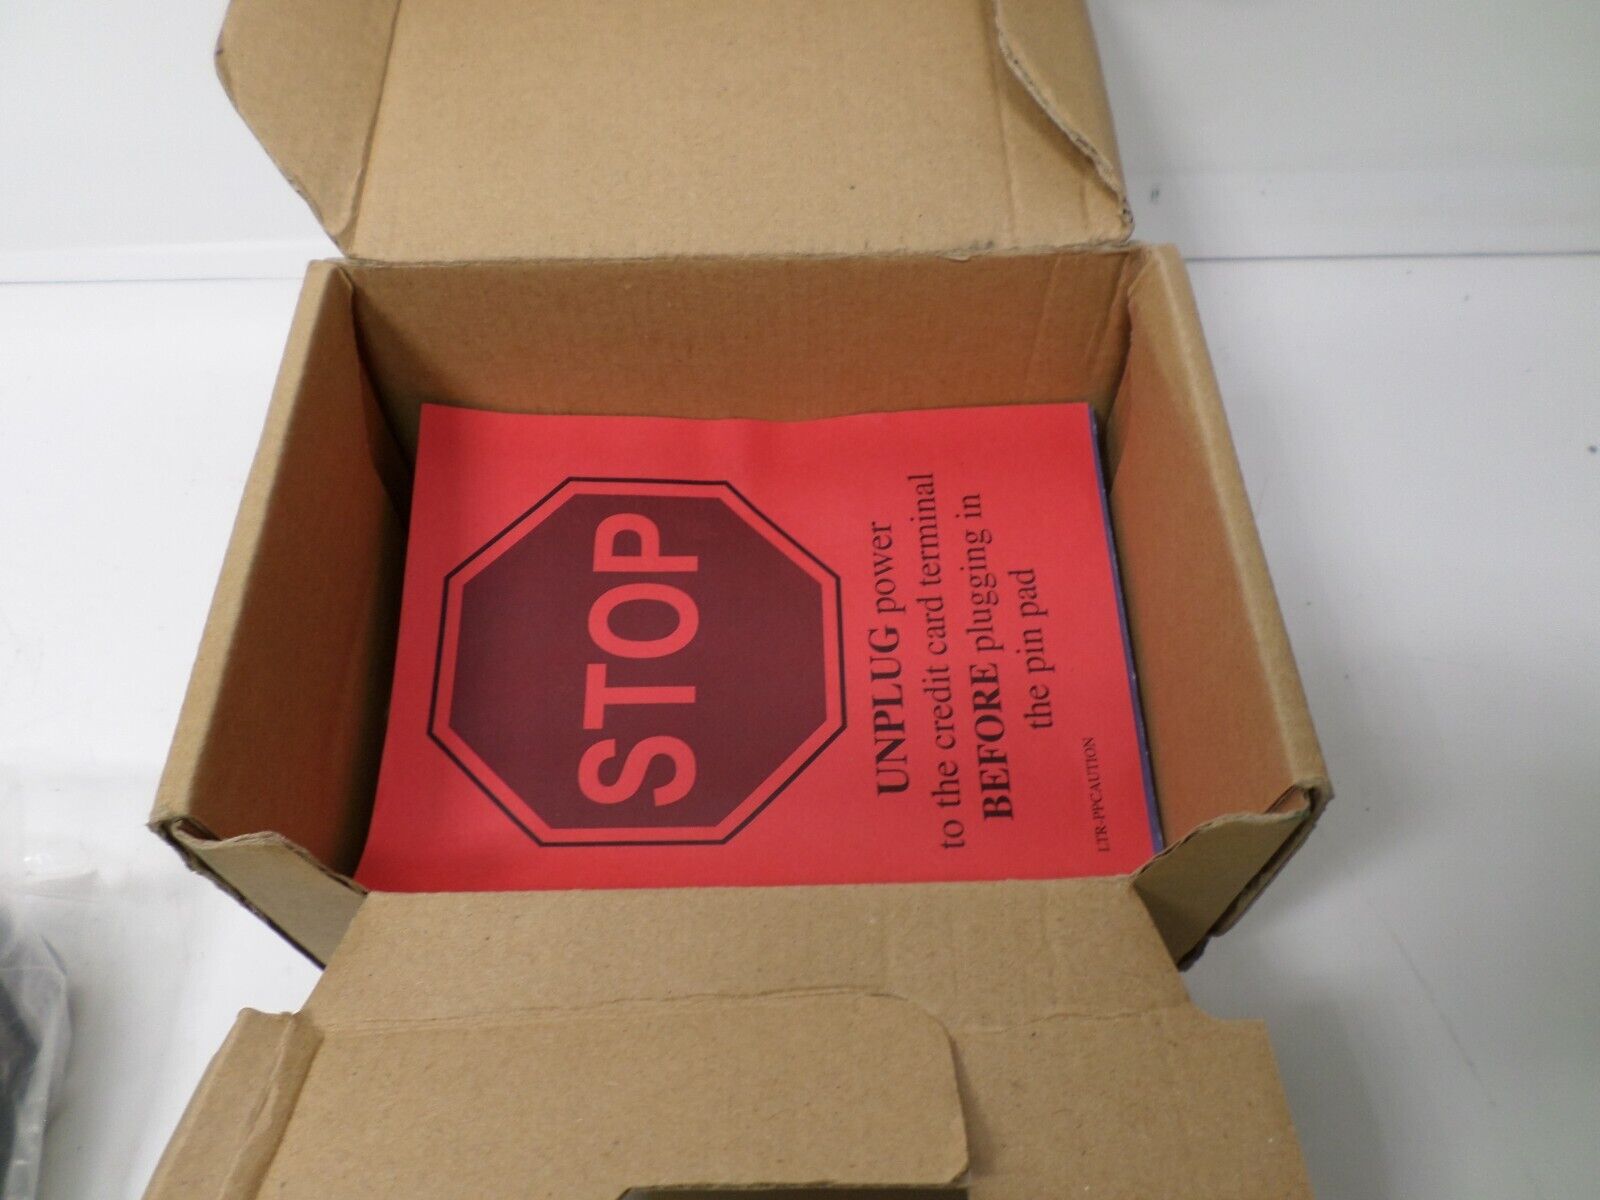 STOP
UNPLUG power
to the credit card terminal
BEFORE plugging in
the pin pad
LTR-PPCAUTION